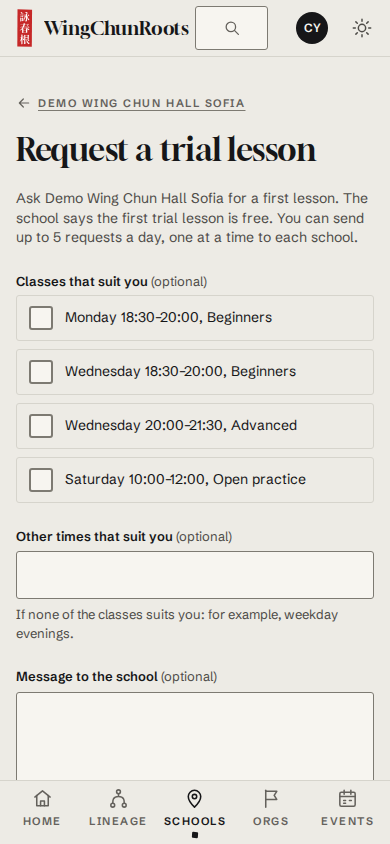 詠春根
WingChunRoots
CY
DEMO WING CHUN HALL SOFIA
Request a trial lesson
Ask Demo Wing Chun Hall Sofia for a first lesson. The
school says the first trial lesson is free. You can send
up to 5 requests a day, one at a time to each school.
Classes that suit you (optional)
Monday 18:30–20:00, Beginners
Wednesday 18:30–20:00, Beginners
Wednesday 20:00–21:30, Advanced
Saturday 10:00–12:00, Open practice
Other times that suit you (optional)
If none of the classes suits you: for example, weekday
evenings.
Message to the school (optional)
HOME
LINEAGE
SCHOOLS
ORGS
EVENTS